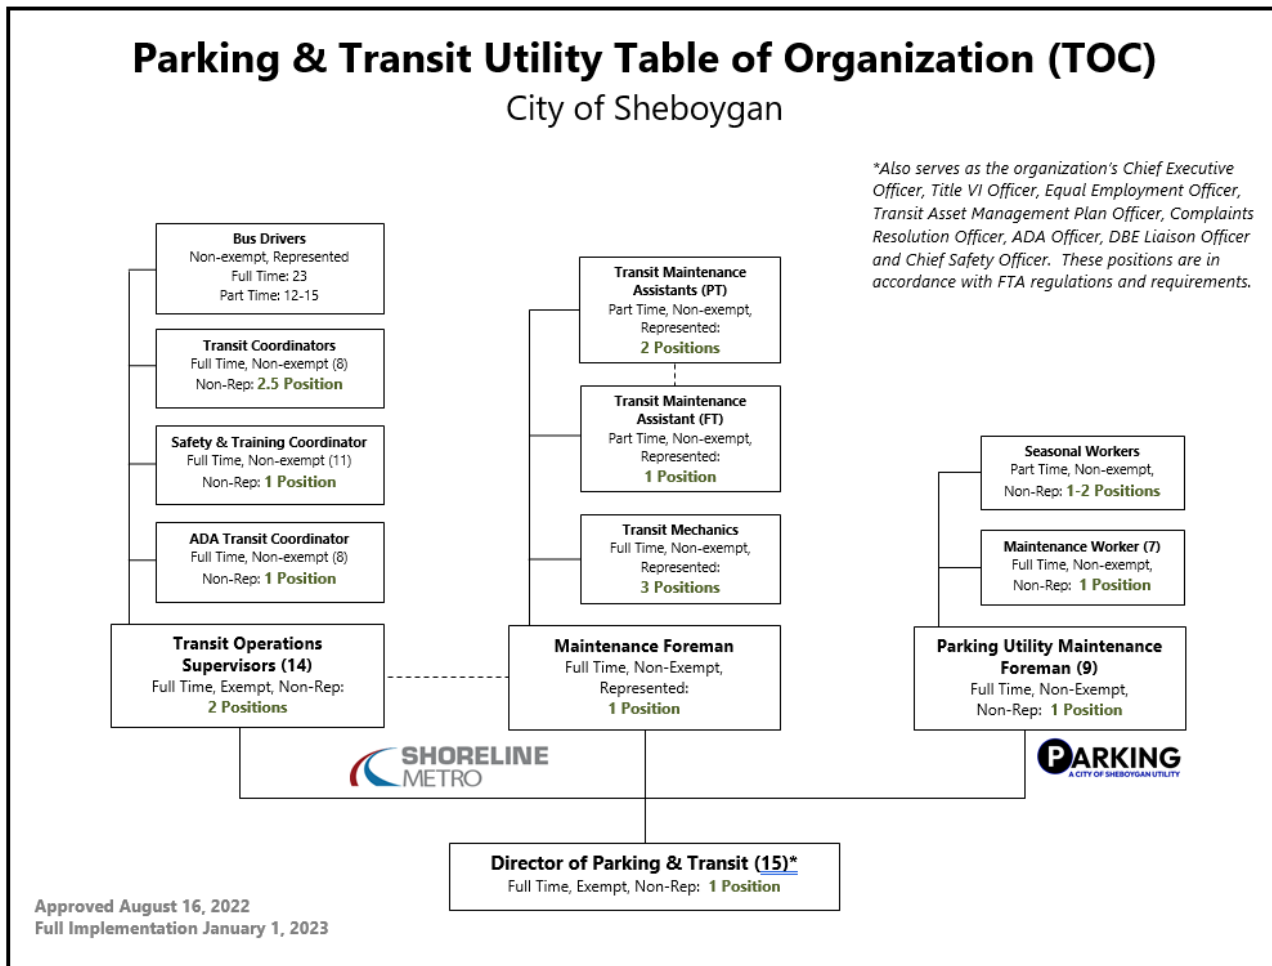 Parking & Transit Utility Table of Organization (TOC)
City of Sheboygan
*Also serves as the organization's Chief Executive
Officer, Title VI Officer, Equal Employment Officer,
Transit Asset Management Plan Officer, Complaints
Resolution Officer, ADA Officer, DBE Liaison Officer
and Chief Safety Officer.  These positions are in
accordance with FTA regulations and requirements.
Bus Drivers
Non-exempt, Represented
Full Time: 23
Part Time: 12-15
Transit Coordinators
Full Time, Non-exempt (8)
Non-Rep: 2.5 Position
Safety & Training Coordinator
Full Time, Non-exempt (11)
Non-Rep: 1 Position
ADA Transit Coordinator
Full Time, Non-exempt (8)
Non-Rep: 1 Position
Transit Operations
Supervisors (14)
Full Time, Exempt, Non-Rep:
2 Positions
Transit Maintenance
Assistants (PT)
Part Time, Non-exempt,
Represented:
2 Positions
Transit Maintenance
Assistant (FT)
Part Time, Non-exempt,
Represented:
1 Position
Transit Mechanics
Full Time, Non-exempt,
Represented:
3 Positions
Maintenance Foreman
Full Time, Non-Exempt,
Represented:
1 Position
Seasonal Workers
Part Time, Non-exempt,
Non-Rep: 1-2 Positions
Maintenance Worker (7)
Full Time, Non-exempt,
Non-Rep:  1 Position
Parking Utility Maintenance
Foreman (9)
Full Time, Non-Exempt,
Non-Rep:  1 Position
SHORELINE
METRO
PARKING
A CITY OF SHEBOYGAN UTILITY
Director of Parking & Transit (15)*
Full Time, Exempt, Non-Rep:  1 Position
Approved August 16, 2022
Full Implementation January 1, 2023